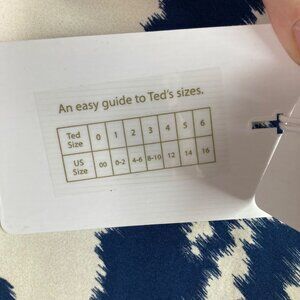 An easy guide to Ted's sizes.
Ted Size 0 1 2 3 4 5 6
US Size 00 0-2 4-6 8-10 12 14 16